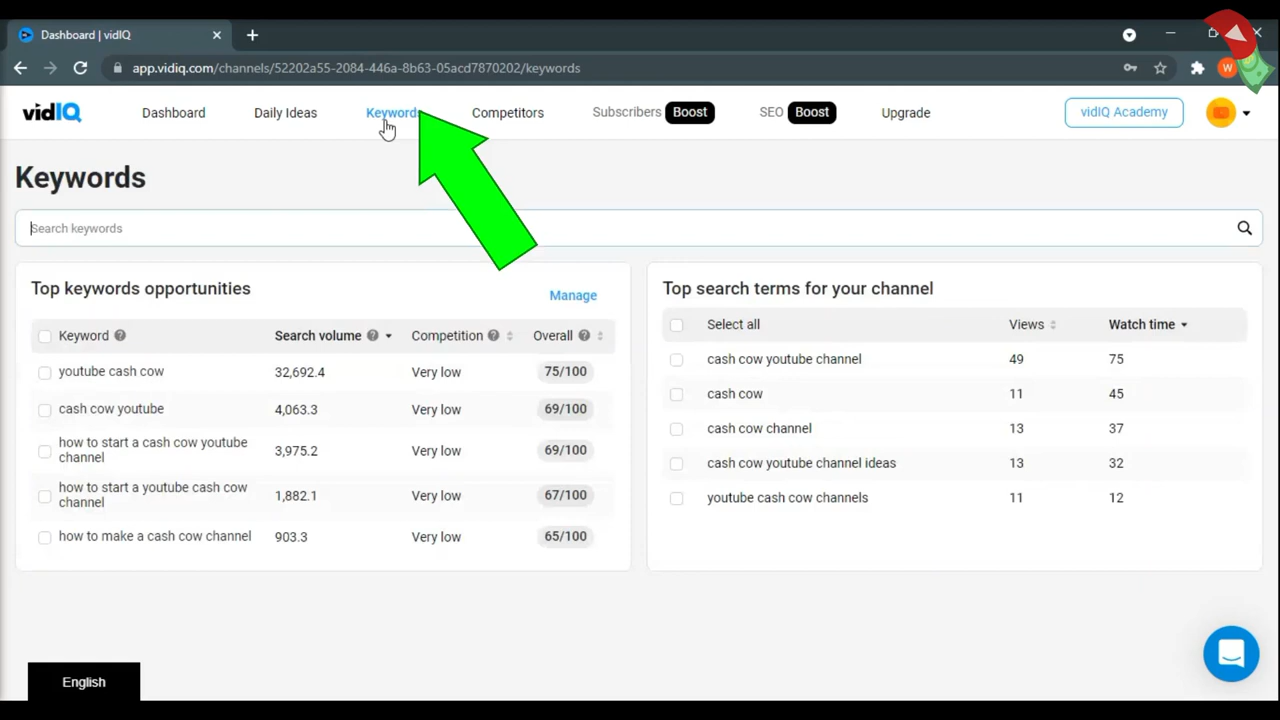 Dashboard | vidIQ
app.vidiq.com/channels/52202a55-2084-446a-8b63-05acd7870202/keywords
W
vidIQ Dashboard Daily Ideas Keywords Competitors Subscribers Boost SEO Boost Upgrade vidIQ Academy
Keywords
Search keywords
Top keywords opportunities
Manage
Keyword Search volume Competition Overall
youtube cash cow 32,692.4 Very low 75/100
cash cow youtube 4,063.3 Very low 69/100
how to start a cash cow youtube
channel 3,975.2 Very low 69/100
how to start a youtube cash cow
channel 1,882.1 Very low 67/100
how to make a cash cow channel 903.3 Very low 65/100
Top search terms for your channel
Select all Views Watch time
cash cow youtube channel 49 75
cash cow 11 45
cash cow channel 13 37
cash cow youtube channel ideas 13 32
youtube cash cow channels 11 12
English